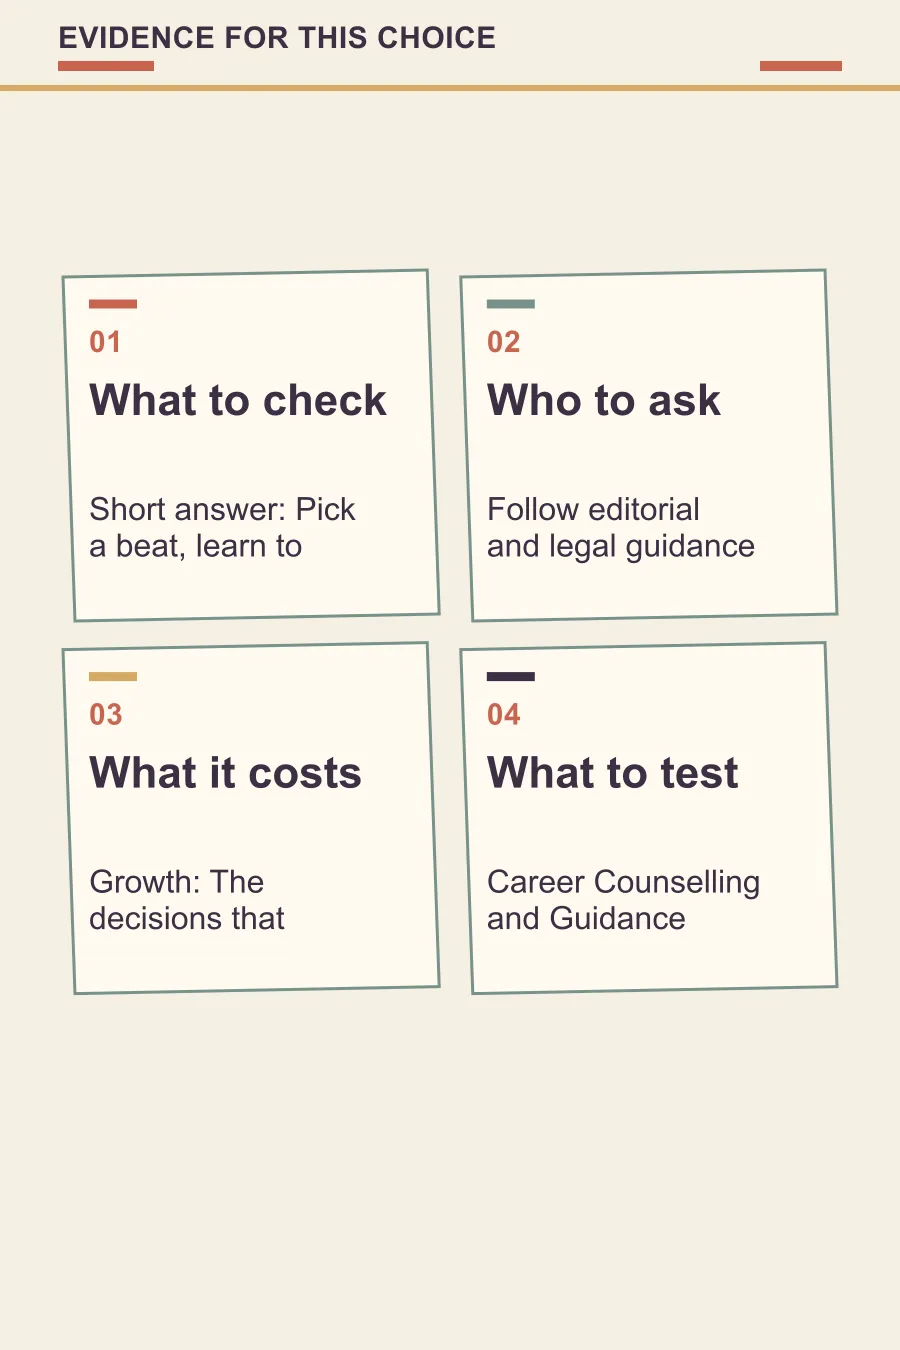 EVIDENCE FOR THIS CHOICE
01
What to check
Short answer: Pick
a beat, learn to
02
Who to ask
Follow editorial
and legal guidance
03
What it costs
Growth: The
decisions that
04
What to test
Career Counselling
and Guidance